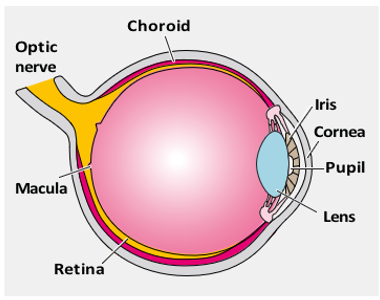 Choroid
Optic
nerve
Iris
Cornea
Pupil
Macula
Lens
Retina